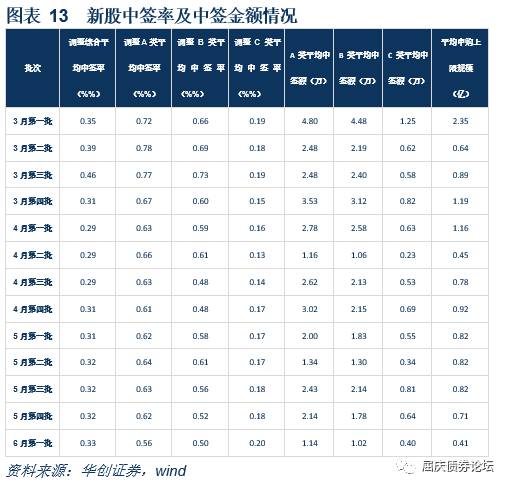 图表 13 新股中签率及中签金额情况
批次 调整综合平均中签率（%%） 调整 A 类平均中签率（%%） 调整 B 类平均中签率（%%） 调整 C 类平均中签率（%%） A 类平均中签额（万） B 类平均中签额（万） C 类平均中签额（万） 平均申购上限规模（亿）
3 月第一批 0.35 0.72 0.66 0.19 4.80 4.48 1.25 2.35
3 月第二批 0.39 0.78 0.69 0.18 2.48 2.19 0.62 0.64
3 月第三批 0.46 0.77 0.73 0.19 2.48 2.40 0.58 0.89
3 月第四批 0.31 0.67 0.60 0.15 3.53 3.12 0.82 1.19
4 月第一批 0.29 0.63 0.59 0.16 2.78 2.58 0.63 1.16
4 月第二批 0.29 0.66 0.61 0.13 1.16 1.06 0.23 0.45
4 月第三批 0.29 0.63 0.48 0.14 2.62 2.13 0.53 0.78
4 月第四批 0.31 0.61 0.48 0.17 3.02 2.15 0.69 0.92
5 月第一批 0.31 0.62 0.58 0.17 2.00 1.83 0.55 0.82
5 月第二批 0.32 0.64 0.61 0.17 1.34 1.30 0.34 0.82
5 月第三批 0.32 0.63 0.56 0.18 2.43 2.14 0.81 0.82
5 月第四批 0.32 0.62 0.52 0.18 2.14 1.78 0.64 0.71
6 月第一批 0.33 0.56 0.50 0.20 1.14 1.02 0.40 0.41
资料来源：华创证券，wind
屈庆债券论坛